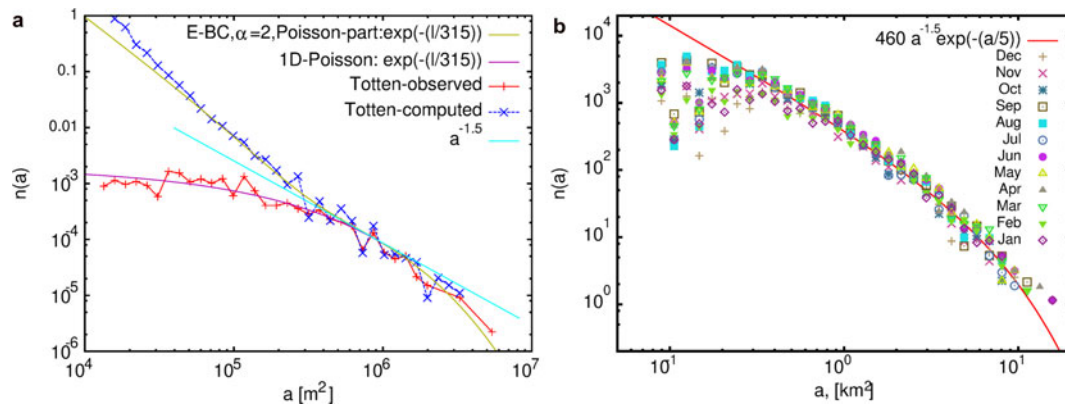 a
E-BC,α=2,Poisson-part:exp(-(l/315))
1D-Poisson: exp(-(l/315))
Totten-observed
Totten-computed
a^-1.5
1
0.1
0.01
10^-3
10^-4
10^-5
10^-6
n(a)
10^4
10^5
10^6
10^7
a [m^2]
b
460 a^-1.5 exp(-(a/5))
Dec
Nov
Oct
Sep
Aug
Jul
Jun
May
Apr
Mar
Feb
Jan
10^4
10^3
10^2
10^1
10^0
n(a)
10^1
10^0
10^1
a, [km^2]